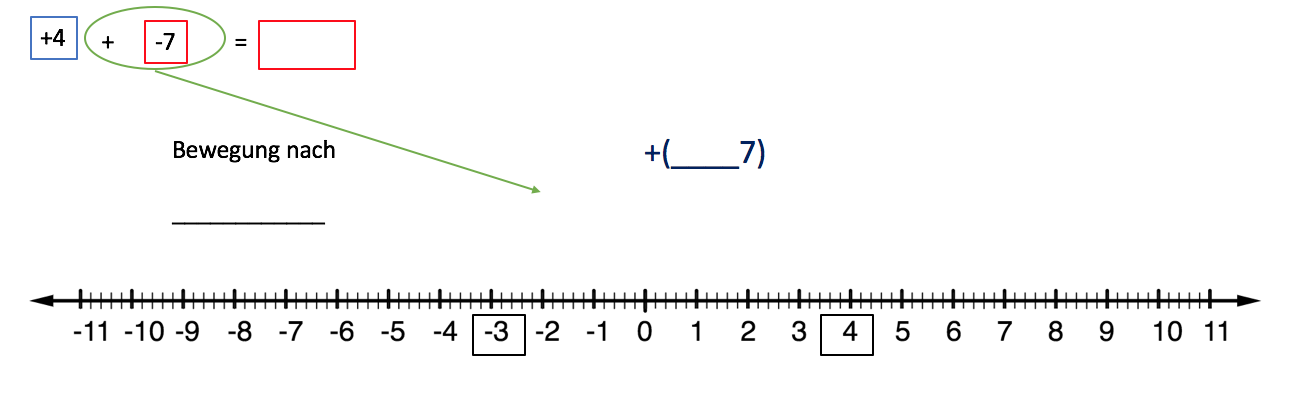 +4 + -7 =
Bewegung nach
+(____7)
___________
-11 -10 -9 -8 -7 -6 -5 -4 -3 -2 -1 0 1 2 3 4 5 6 7 8 9 10 11